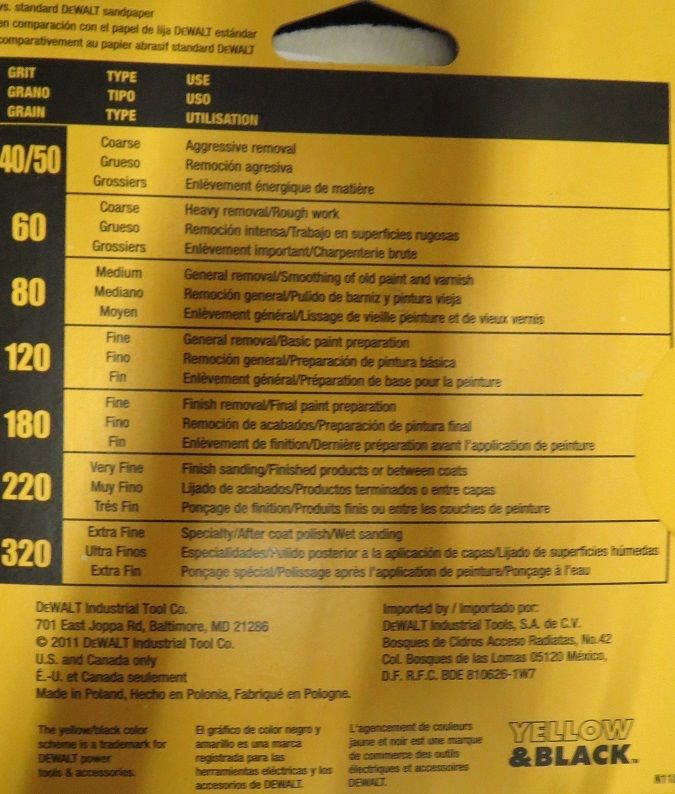 vs. standard DEWALT sandpaper
en comparación con el papel de lija DEWALT estándar
comparativement au papier abrasif standard DEWALT
GRIT TYPE USE
GRANO TIPO USO
GRAIN TYPE UTILISATION
40/50
Coarse Aggressive removal
Grueso Remoción agresiva
Grossiers Enlèvement énergique de matière
60
Coarse Heavy removal/Rough work
Grueso Remoción intensa/Trabajo en superficies rugosas
Grossiers Enlèvement important/Charpenterie brute
80
Medium General removal/Smoothing of old paint and varnish
Mediano Remoción general/Pulido de barniz y pintura vieja
Moyen Enlèvement général/Lissage de vieille peinture et de vieux vernis
120
Fine General removal/Basic paint preparation
Fino Remoción general/Preparación de pintura básica
Fin Enlèvement général/Préparation de base pour la peinture
180
Fine Finish removal/Final paint preparation
Fino Remoción de acabados/Preparación de pintura final
Fin Enlèvement de finition/Dernière préparation avant l'application de peinture
220
Very Fine Finish sanding/Finished products or between coats
Muy Fino Lijado de acabados/Productos terminados o entre capas
Très Fin Ponçage de finition/Produits finis ou entre les couches de peinture
320
Extra Fine Specialty/After coat polish/Wet sanding
Ultra Finos Especialidades/Pulido posterior a la aplicación de capas/Lijado de superficies húmedas
Extra Fin Ponçage spécial/Polissage après l'application de peinture/Ponçage à l'eau
DEWALT Industrial Tool Co.
701 East Joppa Rd, Baltimore, MD 21286
© 2011 DEWALT Industrial Tool Co.
U.S. and Canada only
É.-U. et Canada seulement
Made in Poland, Hecho en Polonia, Fabriqué en Pologne.
Imported by / Importado por:
DEWALT Industrial Tools, S.A. de C.V.
Bosques de Cidros Acceso Radiatas, No.42
Col. Bosques de las Lomas 05120 México,
D.F. R.F.C. BDE 810626-1W7
The yellow/black color
scheme is a trademark for
DEWALT power
tools & accessories.
El gráfico de color negro y
amarillo es una marca
registrada para las
herramientas eléctricas y los
accesorios de DEWALT.
L'agencement de couleurs
jaune et noir est une marque
de commerce des outils
électriques et accessoires
DEWALT.
YELLOW
&BLACK™